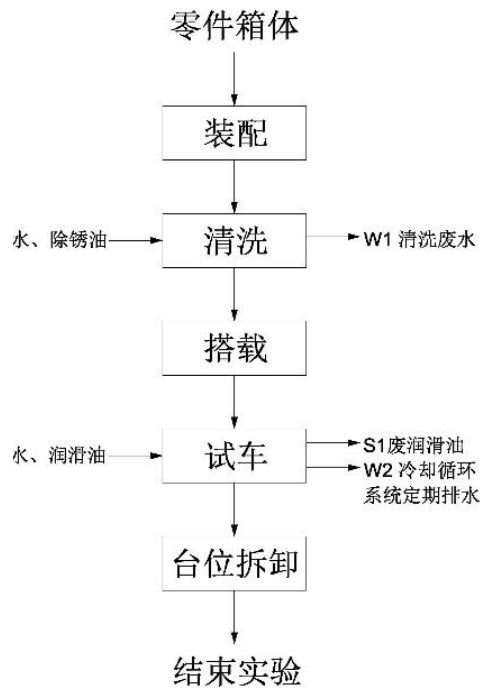 零件箱体
装配
水、除锈油
清洗
W1 清洗废水
搭载
水、润滑油
试车
S1废润滑油
W2 冷却循环
系统定期排水
台位拆卸
结束实验